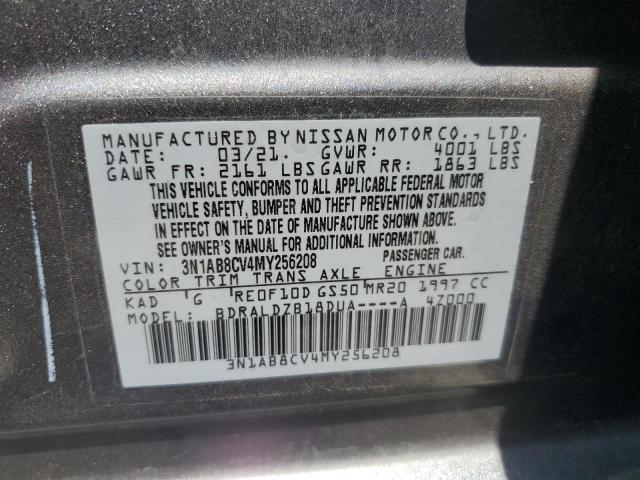 MANUFACTURED BY NISSAN MOTOR CO., LTD.
DATE: 03/21. GVWR: 4001 LBS
GAWR FR: 2161 LBS GAWR RR: 1863 LBS
THIS VEHICLE CONFORMS TO ALL APPLICABLE FEDERAL MOTOR
VEHICLE SAFETY, BUMPER AND THEFT PREVENTION STANDARDS
IN EFFECT ON THE DATE OF MANUFACTURE SHOWN ABOVE.
SEE OWNER'S MANUAL FOR ADDITIONAL INFORMATION.
VIN: 3N1AB8CV4MY256208 PASSENGER CAR.
COLOR TRIM TRANS AXLE ENGINE
KAD G RE0F10D GS50 MR20 1997 CC
MODEL: BDRALDZB18DUA----A 4Z000
3N1AB8CV4MY256208